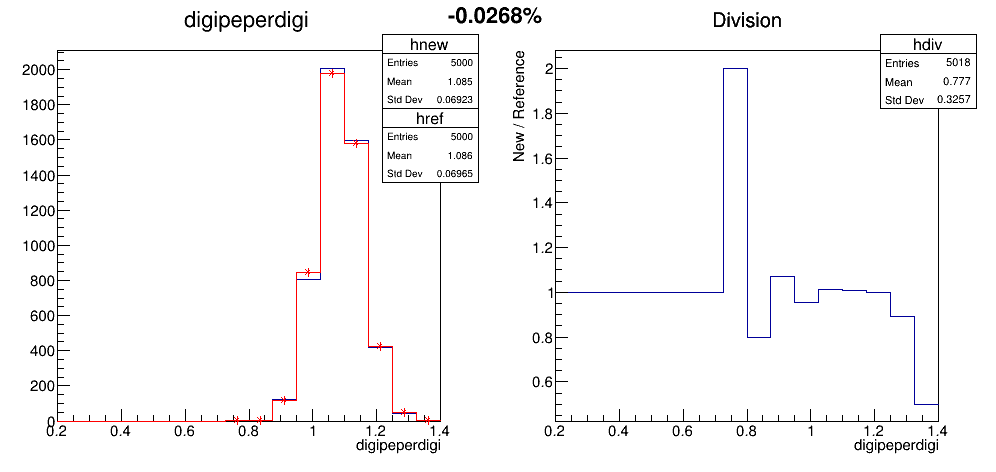 digipeperdigi
-0.0268%
Division
hnew
Entries 5000
Mean 1.085
Std Dev 0.06923
href
Entries 5000
Mean 1.086
Std Dev 0.06965
2000
1800
1600
1400
1200
1000
800
600
400
200
0
0.2 0.4 0.6 0.8 1 1.2 1.4
digipeperdigi
hdiv
Entries 5018
Mean 0.777
Std Dev 0.3257
New / Reference
2
1.8
1.6
1.4
1.2
1
0.8
0.6
0.2 0.4 0.6 0.8 1 1.2 1.4
digipeperdigi